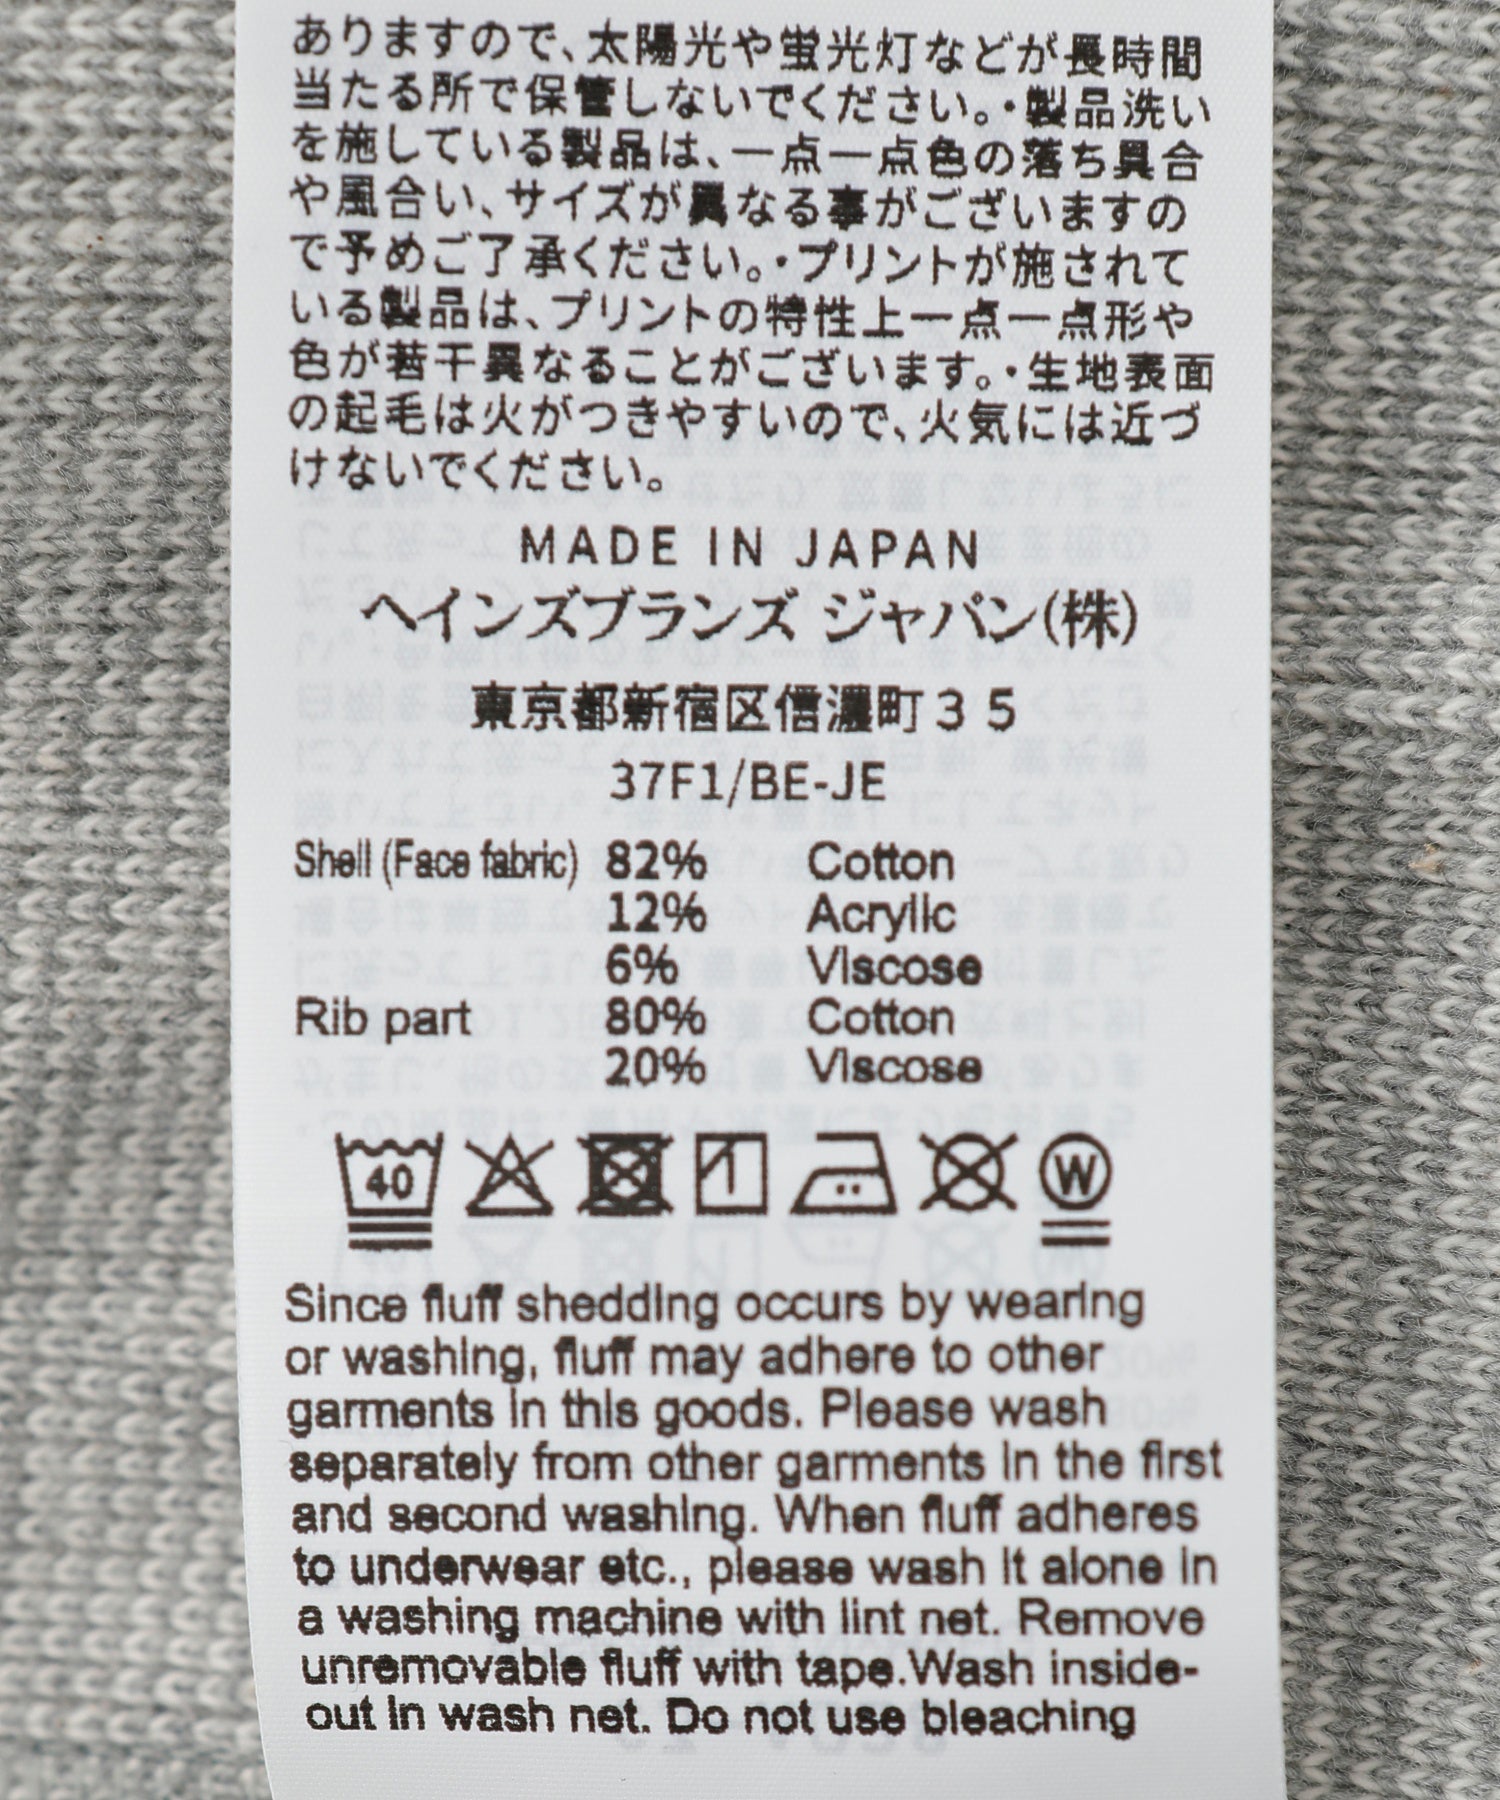 ありますので、太陽光や蛍光灯などが長時間
当たる所で保管しないでください。・製品洗い
を施している製品は、一点一点色の落ち具合
や風合い、サイズが異なる事がございますの
で予めご了承ください。・プリントが施されて
いる製品は、プリントの特性上一点一点形や
色が若干異なることがございます。・生地表面
の起毛は火がつきやすいので、火気には近づ
けないでください。
MADE IN JAPAN
ヘインズブランズ ジャパン(株)
東京都新宿区信濃町35
37F1/BE-JE
Shell (Face fabric) 82% Cotton
12% Acrylic
6% Viscose
Rib part 80% Cotton
20% Viscose
40 W
Since fluff shedding occurs by wearing
or washing, fluff may adhere to other
garments in this goods. Please wash
separately from other garments in the first
and second washing. When fluff adheres
to underwear etc., please wash it alone in
a washing machine with lint net. Remove
unremovable fluff with tape.Wash inside-
out in wash net. Do not use bleaching